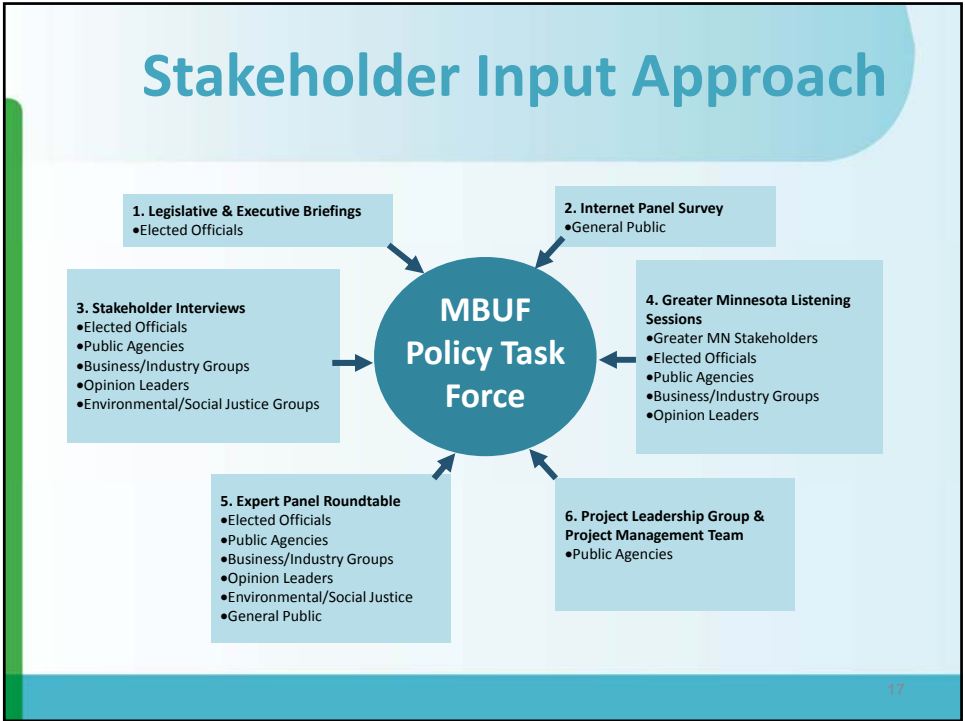 Stakeholder Input Approach
1. Legislative & Executive Briefings
•Elected Officials
2. Internet Panel Survey
•General Public
3. Stakeholder Interviews
•Elected Officials
•Public Agencies
•Business/Industry Groups
•Opinion Leaders
•Environmental/Social Justice Groups
MBUF
Policy Task
Force
4. Greater Minnesota Listening
Sessions
•Greater MN Stakeholders
•Elected Officials
•Public Agencies
•Business/Industry Groups
•Opinion Leaders
5. Expert Panel Roundtable
•Elected Officials
•Public Agencies
•Business/Industry Groups
•Opinion Leaders
•Environmental/Social Justice
•General Public
6. Project Leadership Group &
Project Management Team
•Public Agencies
17